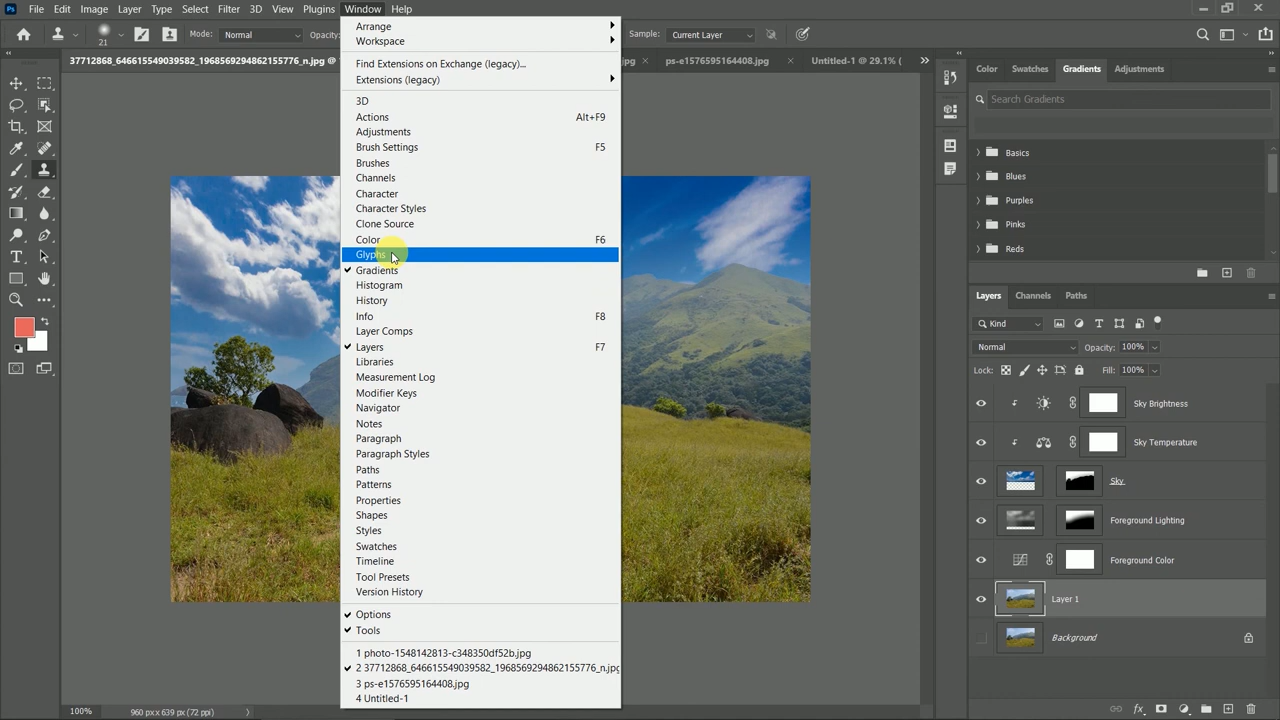 Ps File Edit Image Layer Type Select Filter 3D View Plugins Window Help
21 Mode: Normal Opacity: Sample: Current Layer
37712868_646615549039582_1968569294862155776_n.jpg @ .jpg ps-e1576595164408.jpg Untitled-1 @ 29.1% (
Arrange
Workspace
Find Extensions on Exchange (legacy)...
Extensions (legacy)
3D
Actions Alt+F9
Adjustments
Brush Settings F5
Brushes
Channels
Character
Character Styles
Clone Source
Color F6
Glyphs
Gradients
Histogram
History
Info F8
Layer Comps
Layers F7
Libraries
Measurement Log
Modifier Keys
Navigator
Notes
Paragraph
Paragraph Styles
Paths
Patterns
Properties
Shapes
Styles
Swatches
Timeline
Tool Presets
Version History
Options
Tools
1 photo-1548142813-c348350df52b.jpg
2 37712868_646615549039582_1968569294862155776_n.jpg
3 ps-e1576595164408.jpg
4 Untitled-1
Color Swatches Gradients Adjustments
Search Gradients
Basics
Blues
Purples
Pinks
Reds
Layers Channels Paths
Kind
Normal Opacity: 100%
Lock: Fill: 100%
Sky Brightness
Sky Temperature
Sky
Foreground Lighting
Foreground Color
Layer 1
Background
100% 960 px x 639 px (72 ppi)